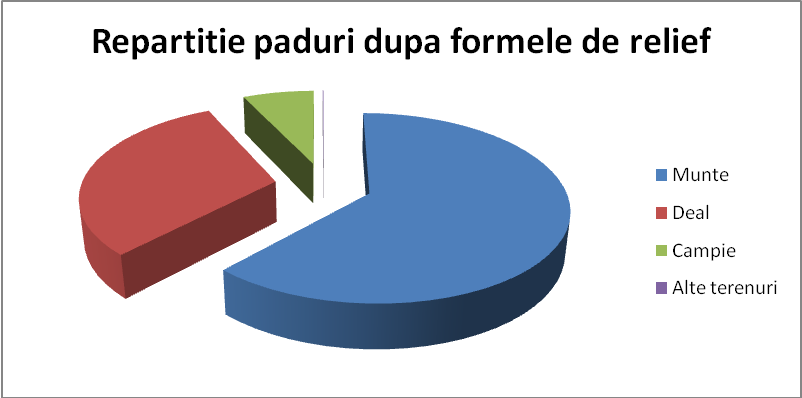 Repartitie paduri dupa formele de relief
Munte
Deal
Campie
Alte terenuri